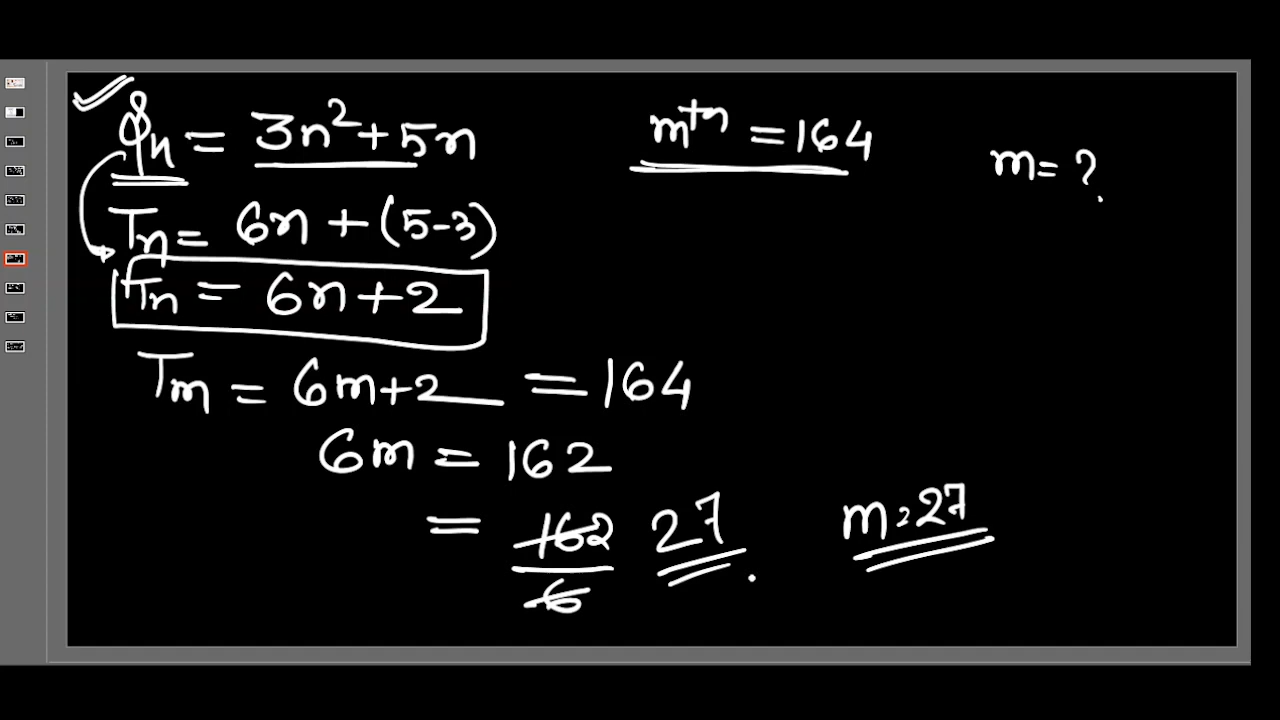 Sn = 3n² + 5n
mth = 164
m = ?
Tn = 6n + (5-3)
Tn = 6n + 2
Tm = 6m + 2 = 164
6m = 162
= 162/6 27.
m = 27